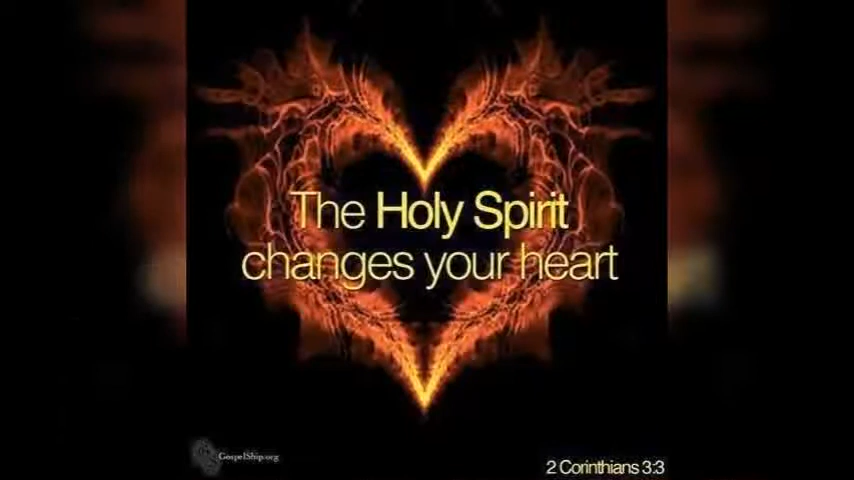 The Holy Spirit
changes your heart
GospelShip.org
2 Corinthians 3:3